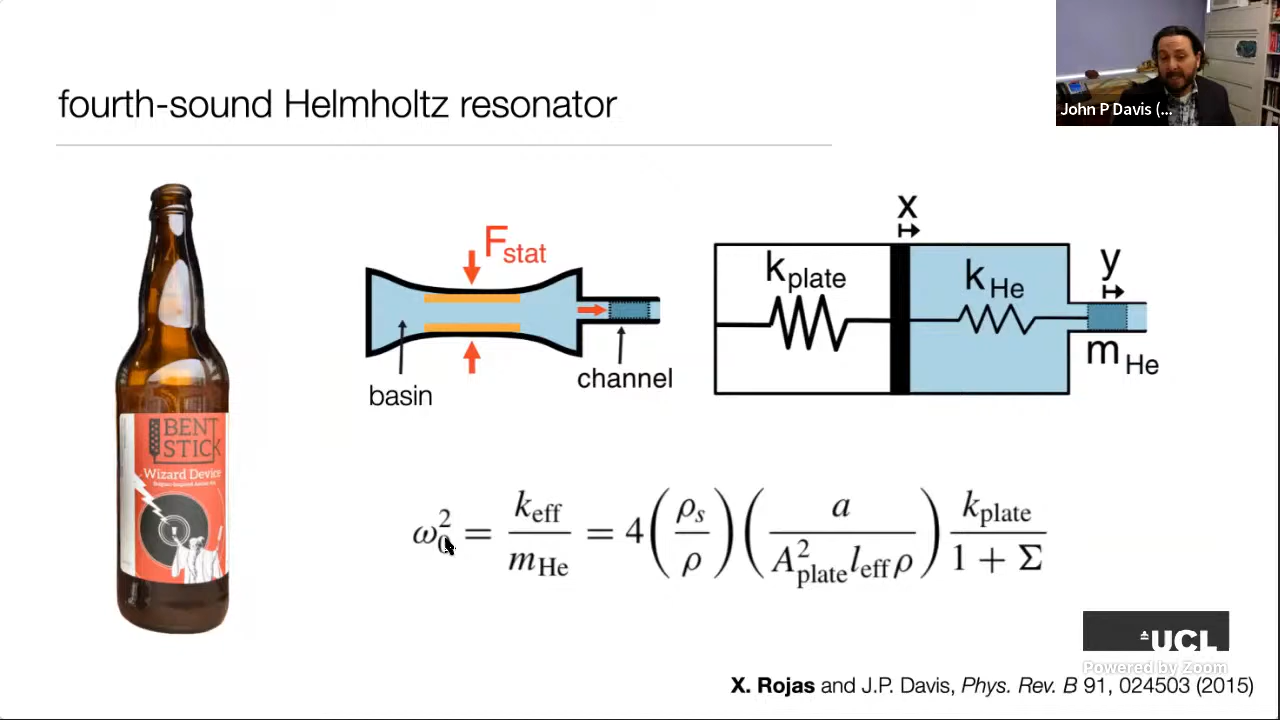 fourth-sound Helmholtz resonator
John P Davis (...
BENT
STICK
Wizard Device
F_stat
basin
channel
x
k_plate
k_He
y
m_He
ω_0^2 = k_eff / m_He = 4 (ρ_s / ρ) (a / A_plate^2 l_eff ρ) k_plate / 1 + Σ
UCL
Powered by Zoom
X. Rojas and J.P. Davis, Phys. Rev. B 91, 024503 (2015)